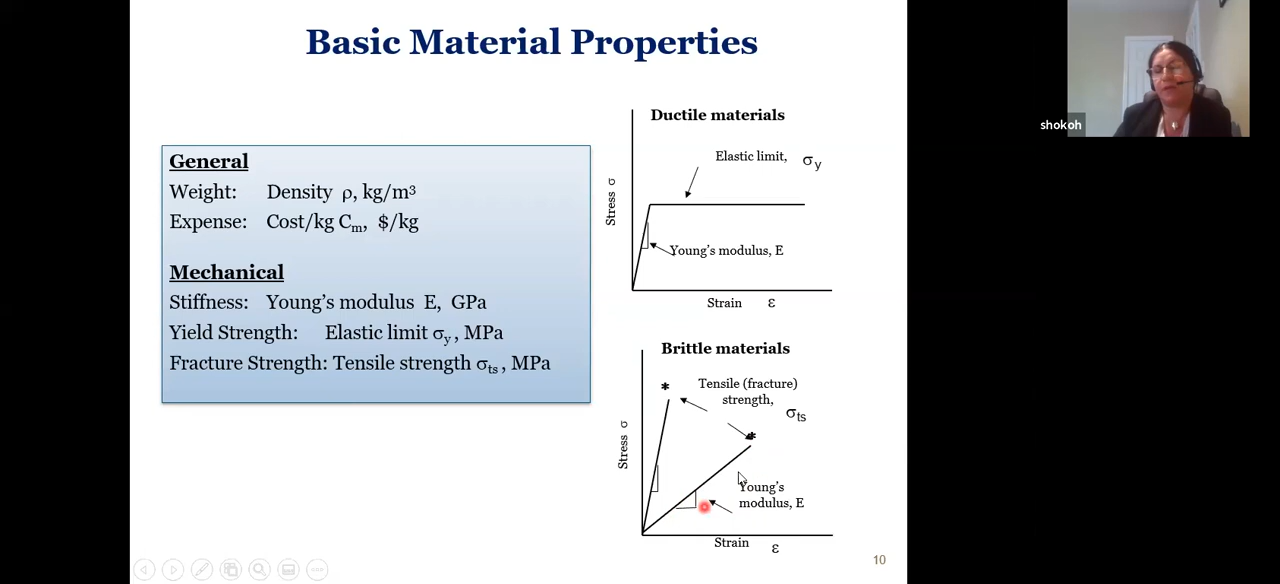 Basic Material Properties
General
Weight: Density ρ, kg/m³
Expense: Cost/kg Cₘ, $/kg
Mechanical
Stiffness: Young's modulus E, GPa
Yield Strength: Elastic limit σy, MPa
Fracture Strength: Tensile strength σts, MPa
Ductile materials
Elastic limit, σy
Stress σ
Young's modulus, E
Strain ε
Brittle materials
*
Tensile (fracture)
strength, σts
*
Stress σ
Young's
modulus, E
Strain ε
10
shokoh